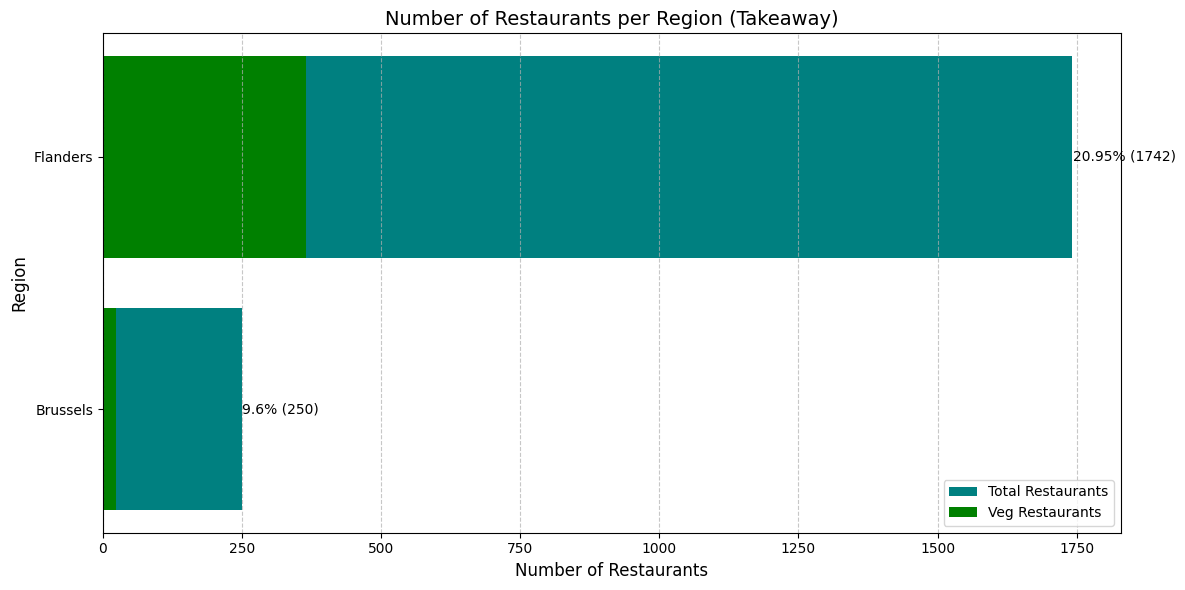 Number of Restaurants per Region (Takeaway)
Region
Flanders
20.95% (1742)
Brussels
9.6% (250)
Total Restaurants
Veg Restaurants
0 250 500 750 1000 1250 1500 1750
Number of Restaurants